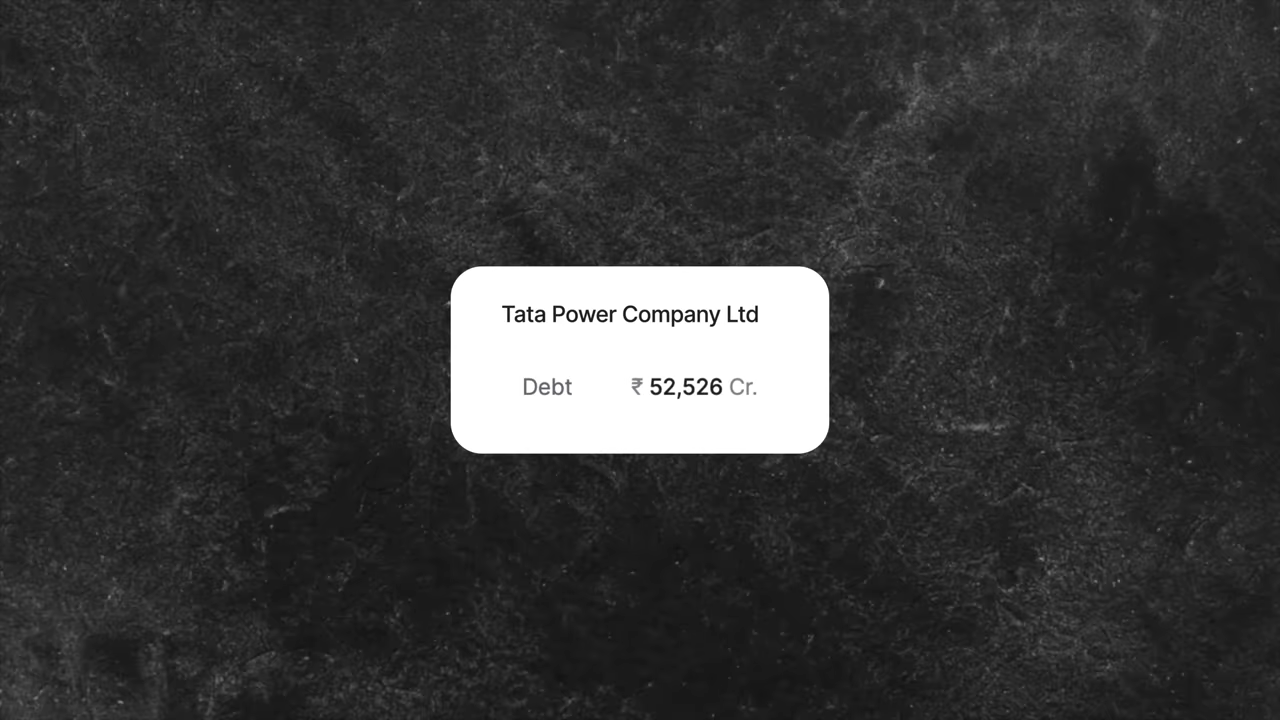 Tata Power Company Ltd
Debt ₹ 52,526 Cr.